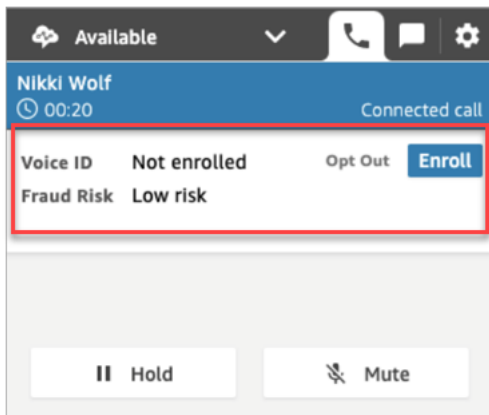 Available
Nikki Wolf
00:20 Connected call
Voice ID Not enrolled Opt Out Enroll
Fraud Risk Low risk
Hold Mute